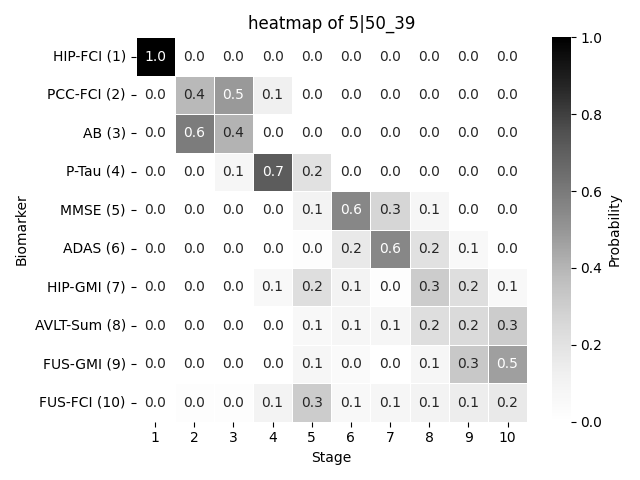 heatmap of 5|50_39
HIP-FCI (1) 1.0 0.0 0.0 0.0 0.0 0.0 0.0 0.0 0.0 0.0
PCC-FCI (2) 0.0 0.4 0.5 0.1 0.0 0.0 0.0 0.0 0.0 0.0
AB (3) 0.0 0.6 0.4 0.0 0.0 0.0 0.0 0.0 0.0 0.0
P-Tau (4) 0.0 0.0 0.1 0.7 0.2 0.0 0.0 0.0 0.0 0.0
MMSE (5) 0.0 0.0 0.0 0.0 0.1 0.6 0.3 0.1 0.0 0.0
ADAS (6) 0.0 0.0 0.0 0.0 0.0 0.2 0.6 0.2 0.1 0.0
HIP-GMI (7) 0.0 0.0 0.0 0.1 0.2 0.1 0.0 0.3 0.2 0.1
AVLT-Sum (8) 0.0 0.0 0.0 0.0 0.1 0.1 0.1 0.2 0.2 0.3
FUS-GMI (9) 0.0 0.0 0.0 0.0 0.1 0.0 0.0 0.1 0.3 0.5
FUS-FCI (10) 0.0 0.0 0.0 0.1 0.3 0.1 0.1 0.1 0.1 0.2
1 2 3 4 5 6 7 8 9 10
Stage
Biomarker
1.0
0.8
0.6
0.4
0.2
0.0
Probability